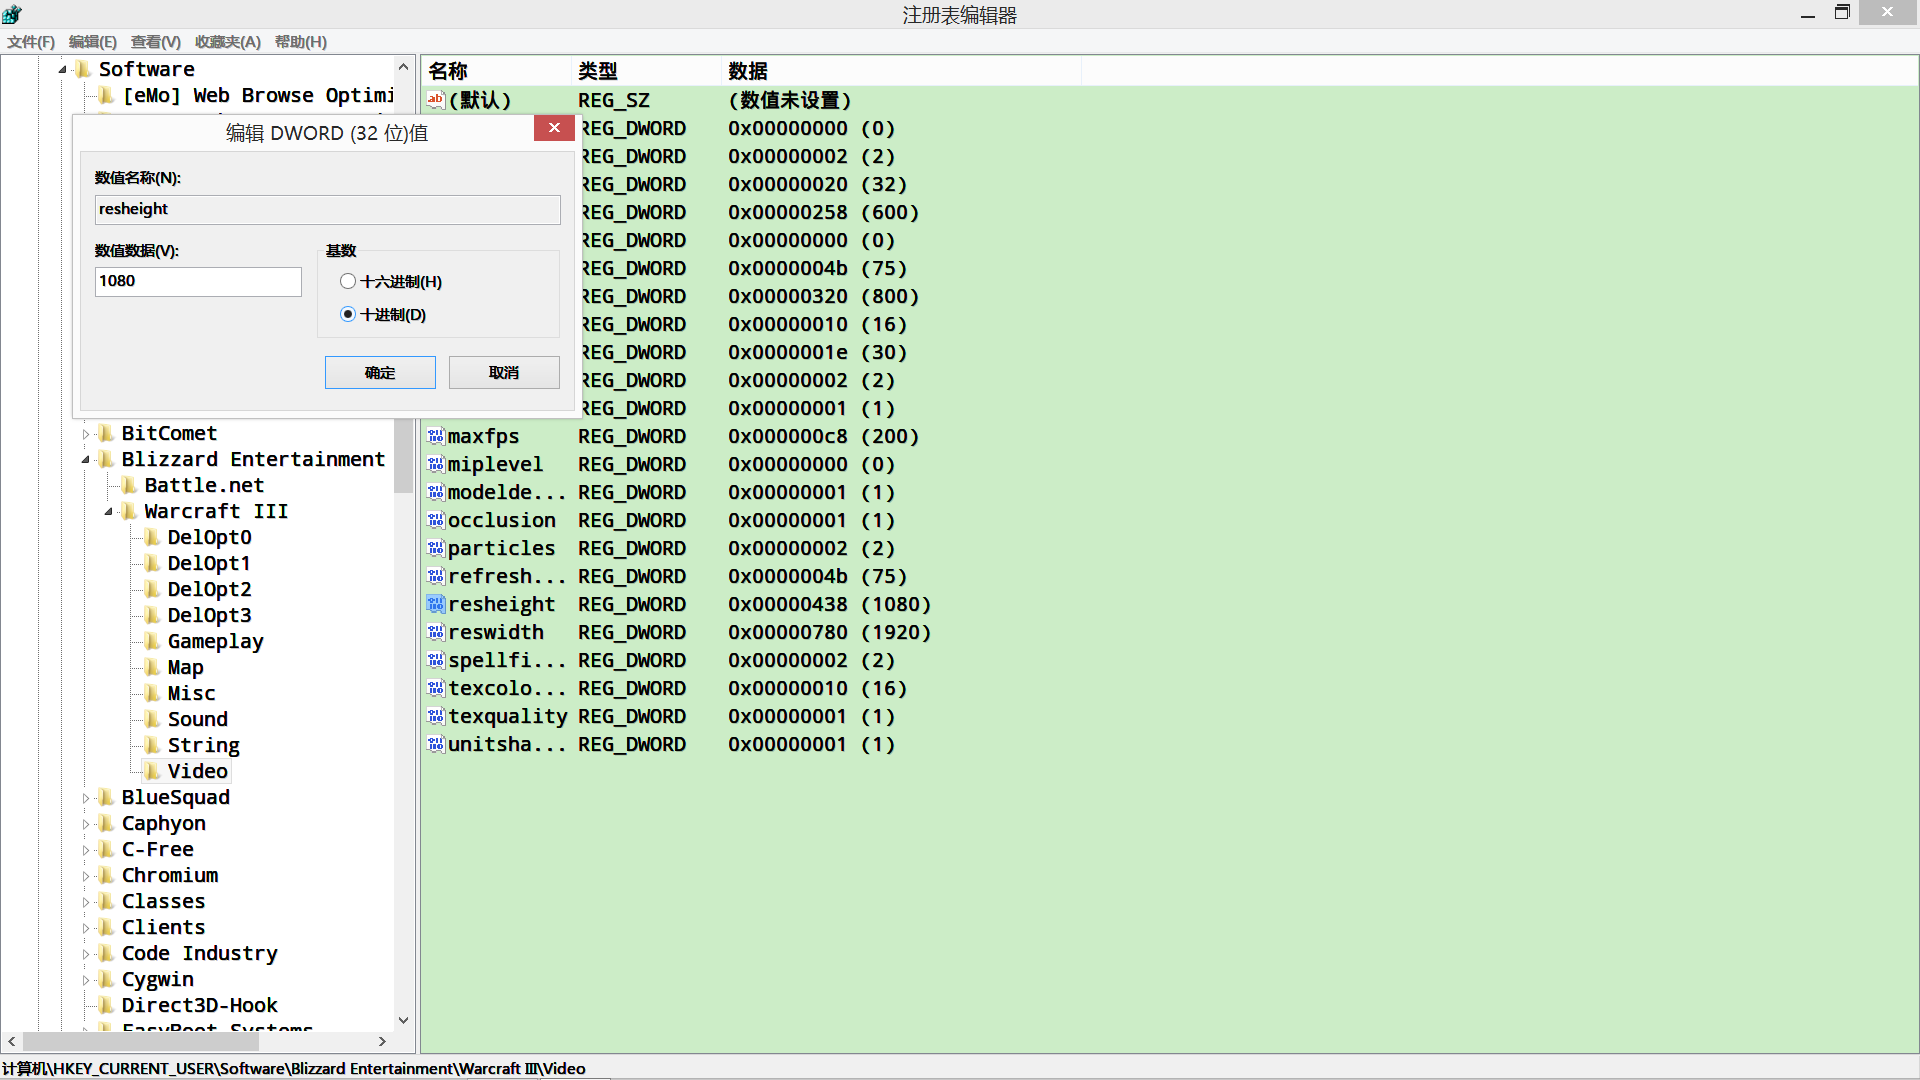 注册表编辑器
文件(F) 编辑(E) 查看(V) 收藏夹(A) 帮助(H)
Software
[eMo] Web Browse Optimi
编辑 DWORD (32 位)值
数值名称(N):
resheight
数值数据(V):
1080
基数
十六进制(H)
十进制(D)
确定 取消
BitComet
Blizzard Entertainment
Battle.net
Warcraft III
DelOpt0
DelOpt1
DelOpt2
DelOpt3
Gameplay
Map
Misc
Sound
String
Video
BlueSquad
Caphyon
C-Free
Chromium
Classes
Clients
Code Industry
Cygwin
Direct3D-Hook
EasyBoot Systems
名称 类型 数据
ab (默认) REG_SZ (数值未设置)
REG_DWORD 0x00000000 (0)
REG_DWORD 0x00000002 (2)
REG_DWORD 0x00000020 (32)
REG_DWORD 0x00000258 (600)
REG_DWORD 0x00000000 (0)
REG_DWORD 0x0000004b (75)
REG_DWORD 0x00000320 (800)
REG_DWORD 0x00000010 (16)
REG_DWORD 0x0000001e (30)
REG_DWORD 0x00000002 (2)
REG_DWORD 0x00000001 (1)
maxfps REG_DWORD 0x000000c8 (200)
miplevel REG_DWORD 0x00000000 (0)
modelde... REG_DWORD 0x00000001 (1)
occlusion REG_DWORD 0x00000001 (1)
particles REG_DWORD 0x00000002 (2)
refresh... REG_DWORD 0x0000004b (75)
resheight REG_DWORD 0x00000438 (1080)
reswidth REG_DWORD 0x00000780 (1920)
spellfi... REG_DWORD 0x00000002 (2)
texcolo... REG_DWORD 0x00000010 (16)
texquality REG_DWORD 0x00000001 (1)
unitsha... REG_DWORD 0x00000001 (1)
计算机\HKEY_CURRENT_USER\Software\Blizzard Entertainment\Warcraft III\Video